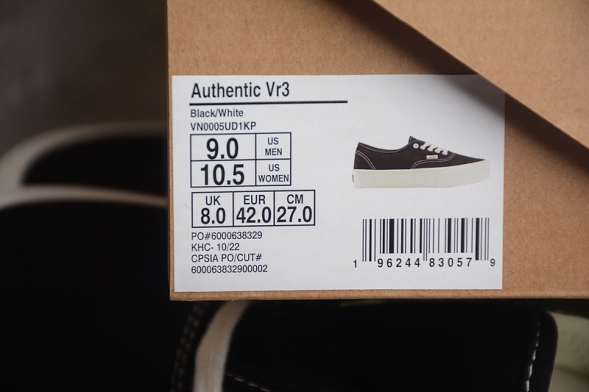 Authentic Vr3
Black/White
VN0005UD1KP
9.0 US MEN
10.5 US WOMEN
UK EUR CM
8.0 42.0 27.0
PO#6000638329
KHC- 10/22
CPSIA PO/CUT#
600063832900002
1 96244 83057 9